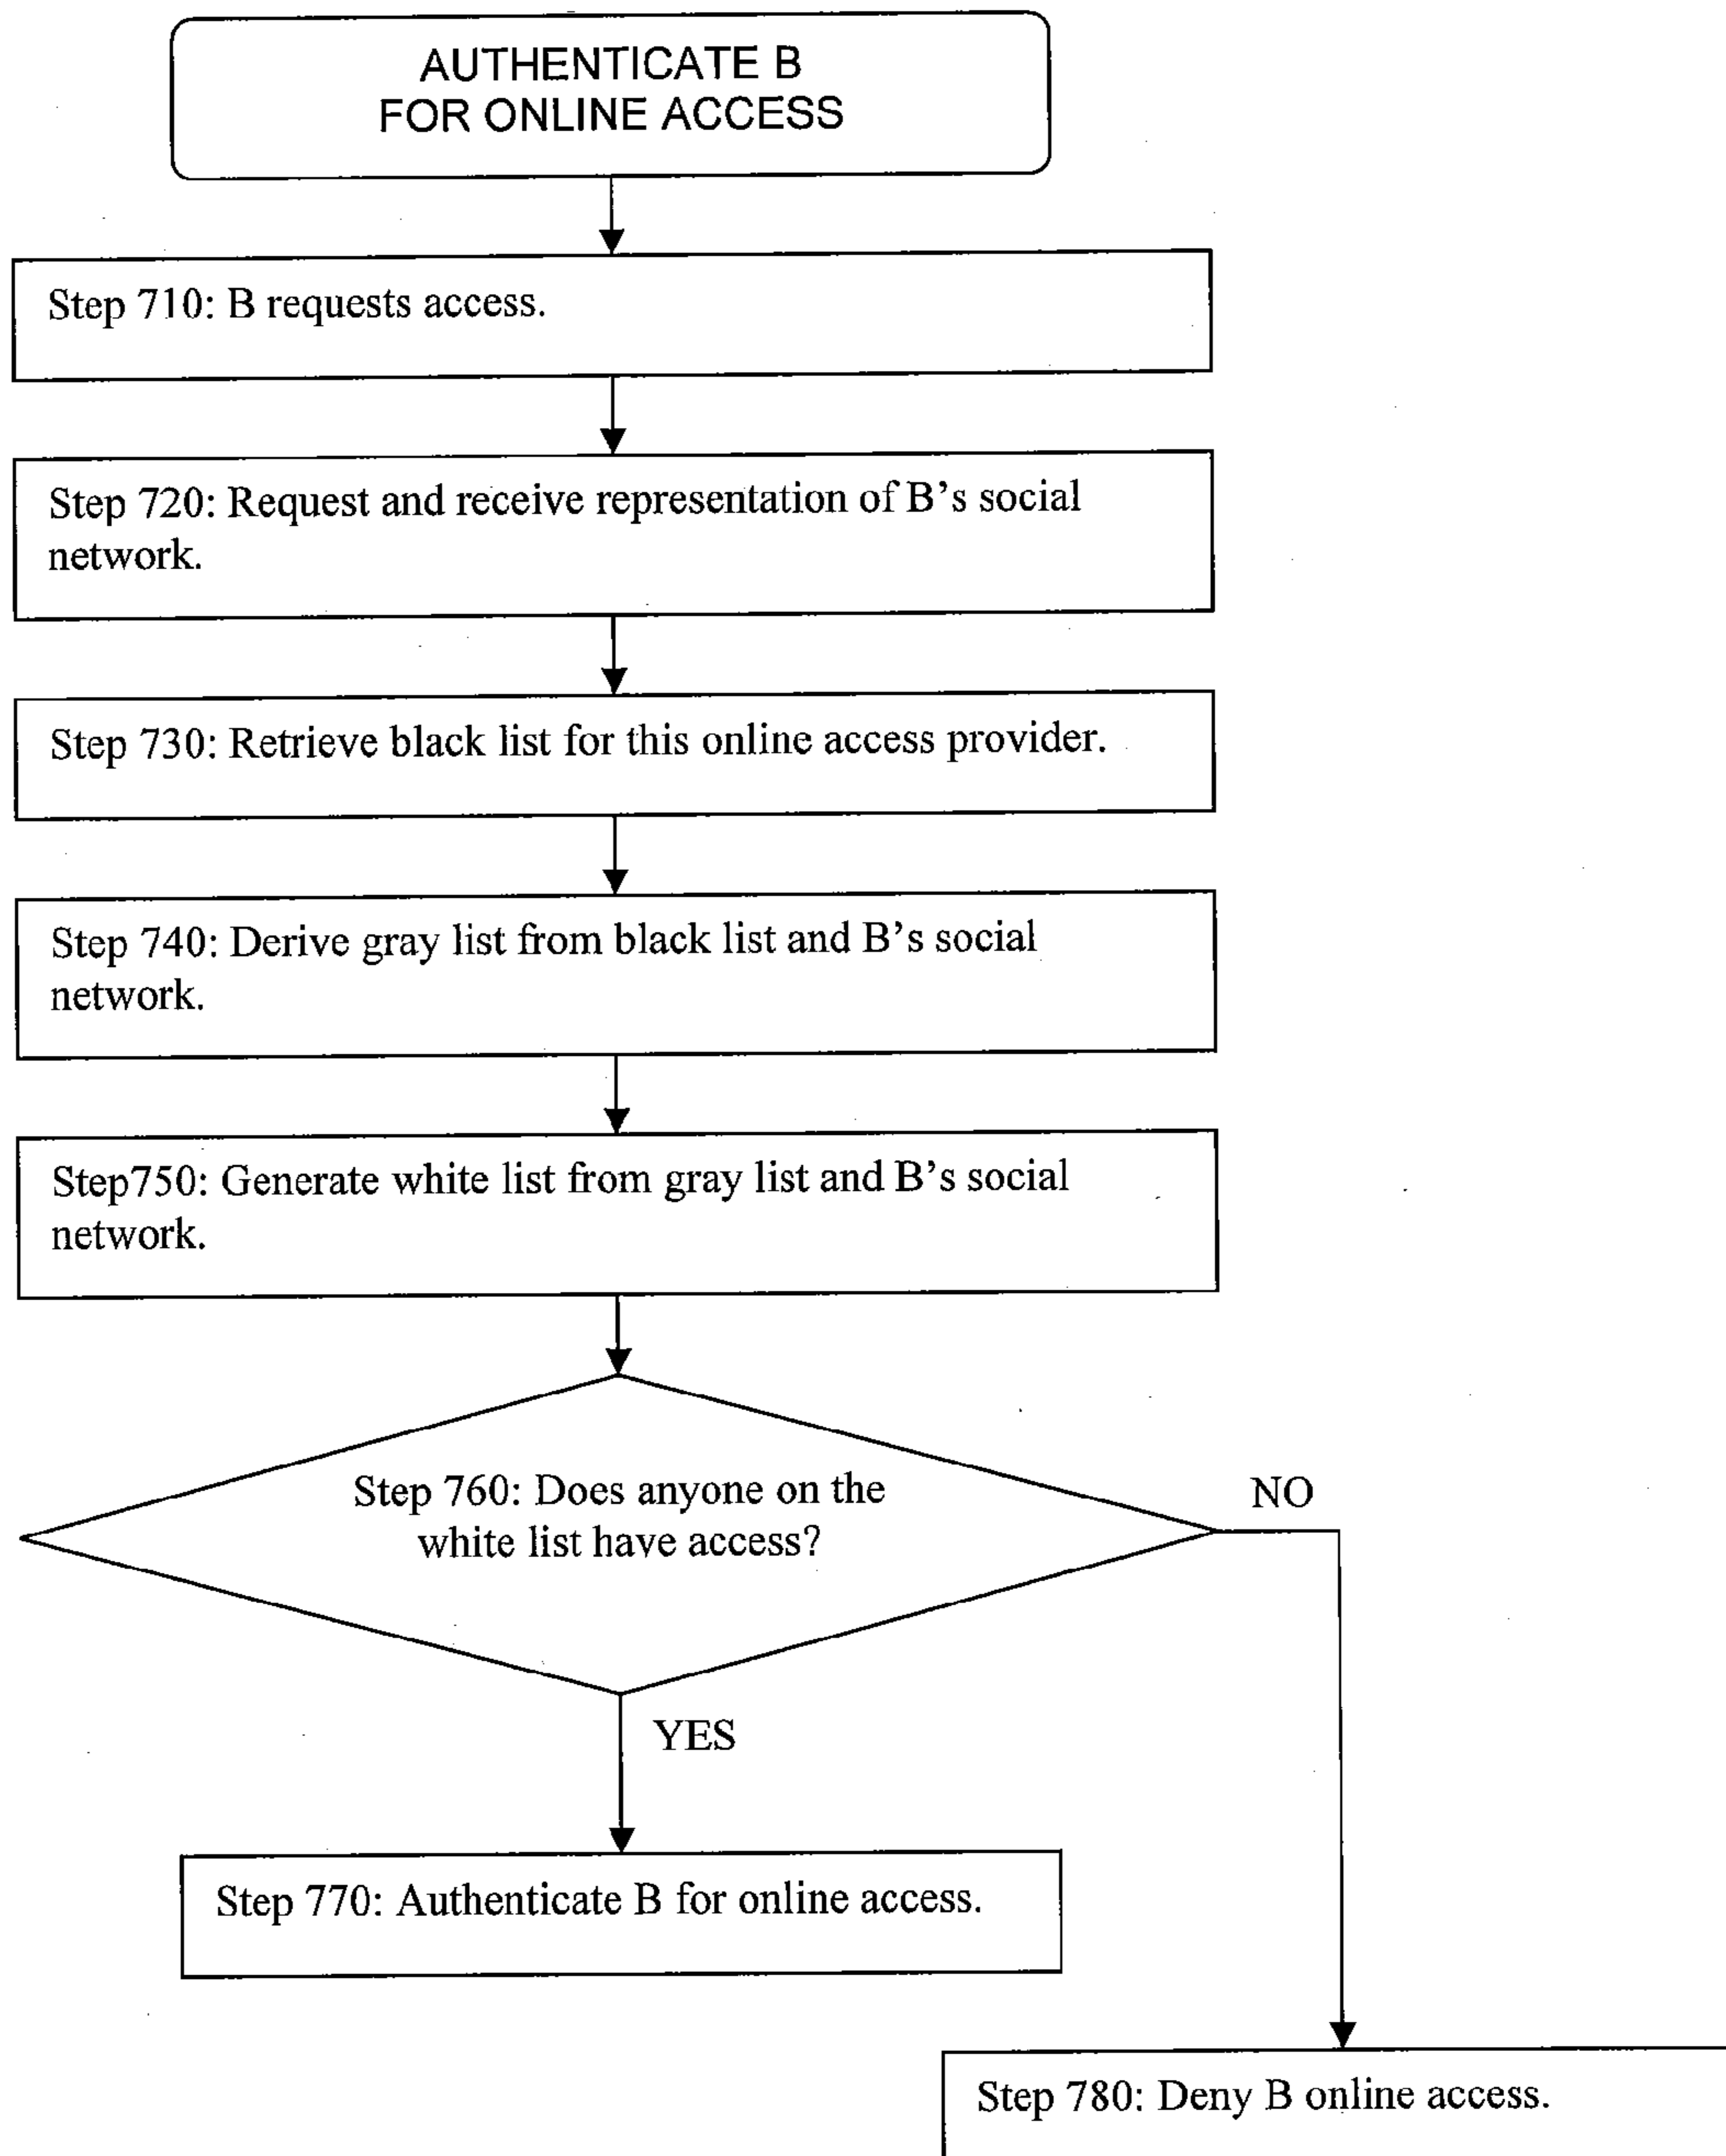 AUTHENTICATE B
FOR ONLINE ACCESS
Step 710: B requests access.
Step 720: Request and receive representation of B’s social
network.
Step 730: Retrieve black list for this online access provider.
Step 740: Derive gray list from black list and B’s social
network.
Step750: Generate white list from gray list and B’s social
network.
Step 760: Does anyone on the
white list have access?
NO
YES
Step 770: Authenticate B for online access.
Step 780: Deny B online access.